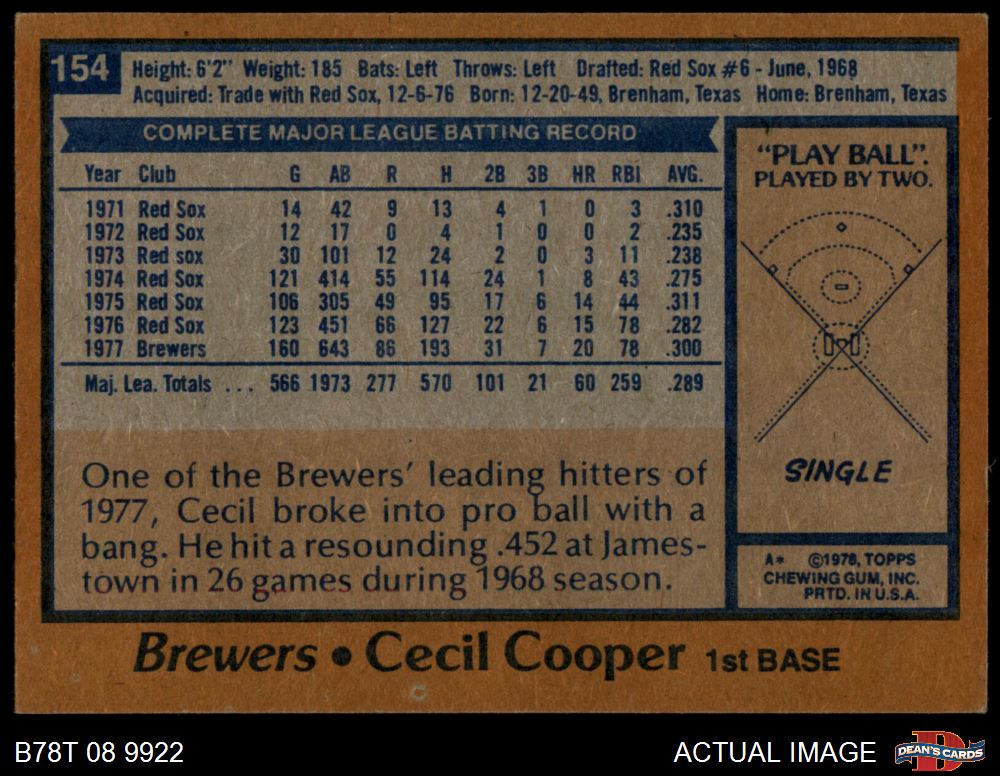 154
Height: 6'2" Weight: 185 Bats: Left Throws: Left Drafted: Red Sox #6 - June, 1968
Acquired: Trade with Red Sox, 12-6-76 Born: 12-20-49, Brenham, Texas Home: Brenham, Texas
COMPLETE MAJOR LEAGUE BATTING RECORD
Year Club G AB R H 2B 3B HR RBI AVG.
1971 Red Sox 14 42 9 13 4 1 0 3 .310
1972 Red Sox 12 17 0 4 1 0 0 2 .235
1973 Red sox 30 101 12 24 2 0 3 11 .238
1974 Red Sox 121 414 55 114 24 1 8 43 .275
1975 Red Sox 106 305 49 95 17 6 14 44 .311
1976 Red Sox 123 451 66 127 22 6 15 78 .282
1977 Brewers 160 643 86 193 31 7 20 78 .300
Maj. Lea. Totals ... 566 1973 277 570 101 21 60 259 .289
One of the Brewers' leading hitters of
1977, Cecil broke into pro ball with a
bang. He hit a resounding .452 at James-
town in 26 games during 1968 season.
"PLAY BALL".
PLAYED BY TWO.
SINGLE
A* ©1978, TOPPS
CHEWING GUM, INC.
PRTD. IN U.S.A.
Brewers • Cecil Cooper 1st BASE
B78T 08 9922
ACTUAL IMAGE
DEAN'S CARDS